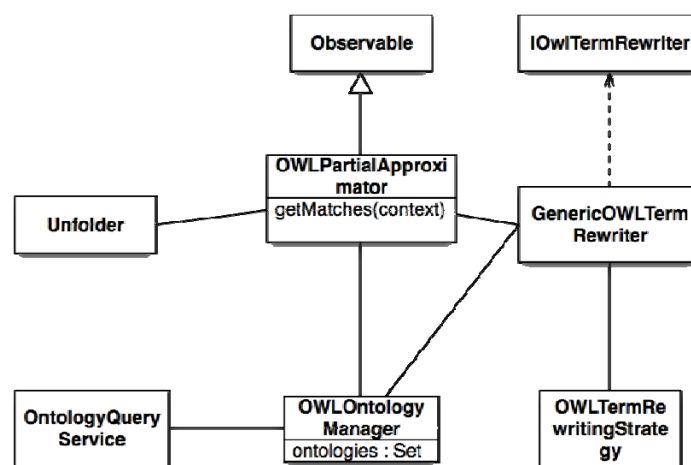 Observable
IOwlTermRewriter
OWLPartialApproxi
mator
getMatches(context)
Unfolder
GenericOWLTerm
Rewriter
OntologyQuery
Service
OWLOntology
Manager
ontologies : Set
OWLTermRe
writingStrate
gy